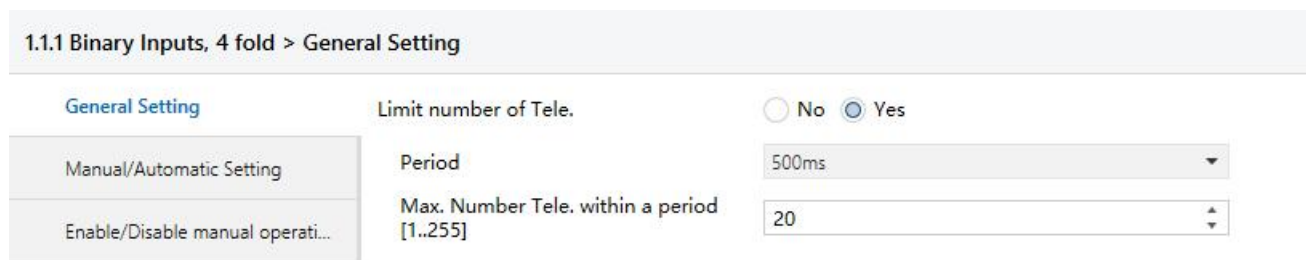 1.1.1 Binary Inputs, 4 fold > General Setting
General Setting
Limit number of Tele.
No Yes
Manual/Automatic Setting
Period
500ms
Enable/Disable manual operati...
Max. Number Tele. within a period
[1..255]
20